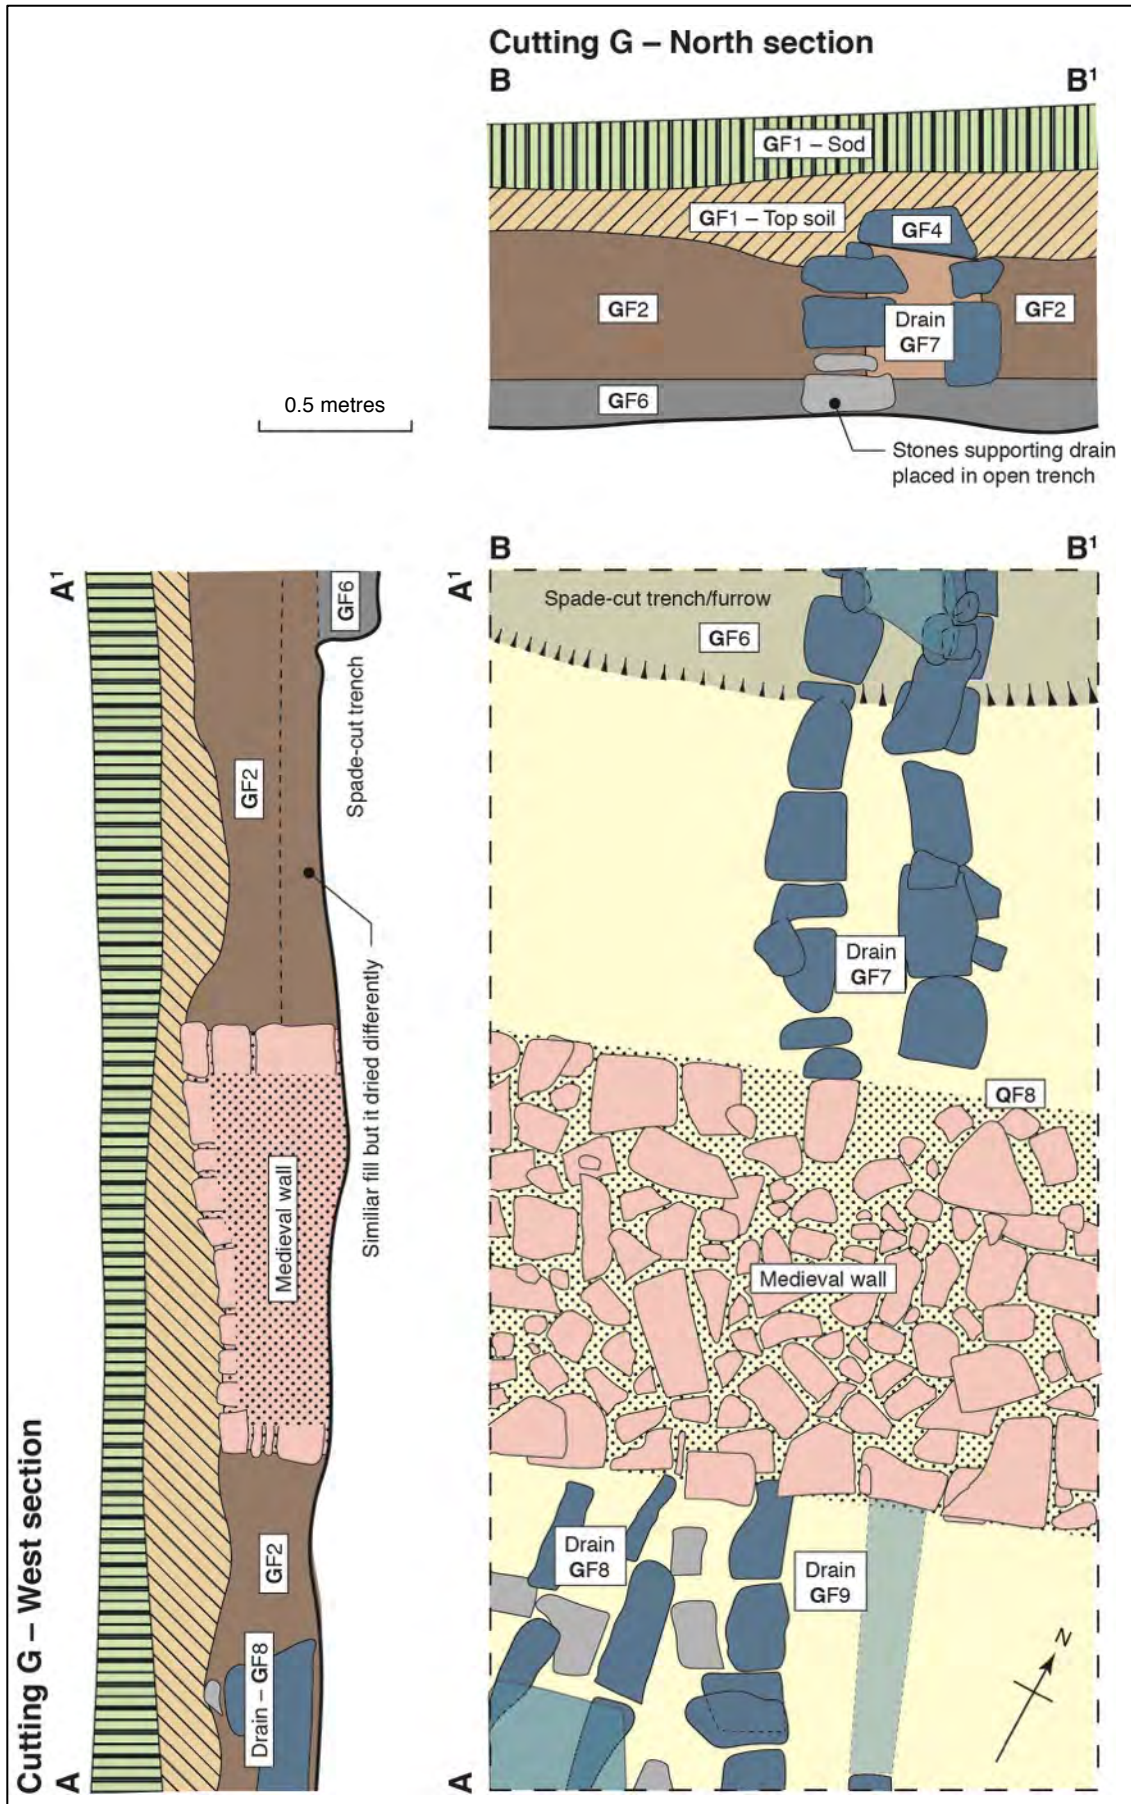 Cutting G – North section
B B¹
GF1 – Sod
GF1 – Top soil
GF4
GF2
Drain
GF7
GF2
GF6
0.5 metres
Stones supporting drain
placed in open trench
Cutting G – West section
A
A¹
GF6
Spade-cut trench
GF2
Similiar fill but it dried differently
Medieval wall
GF2
Drain – GF8
B B¹
A¹
Spade-cut trench/furrow
GF6
Drain
GF7
QF8
Medieval wall
Drain
GF8
Drain
GF9
N
A